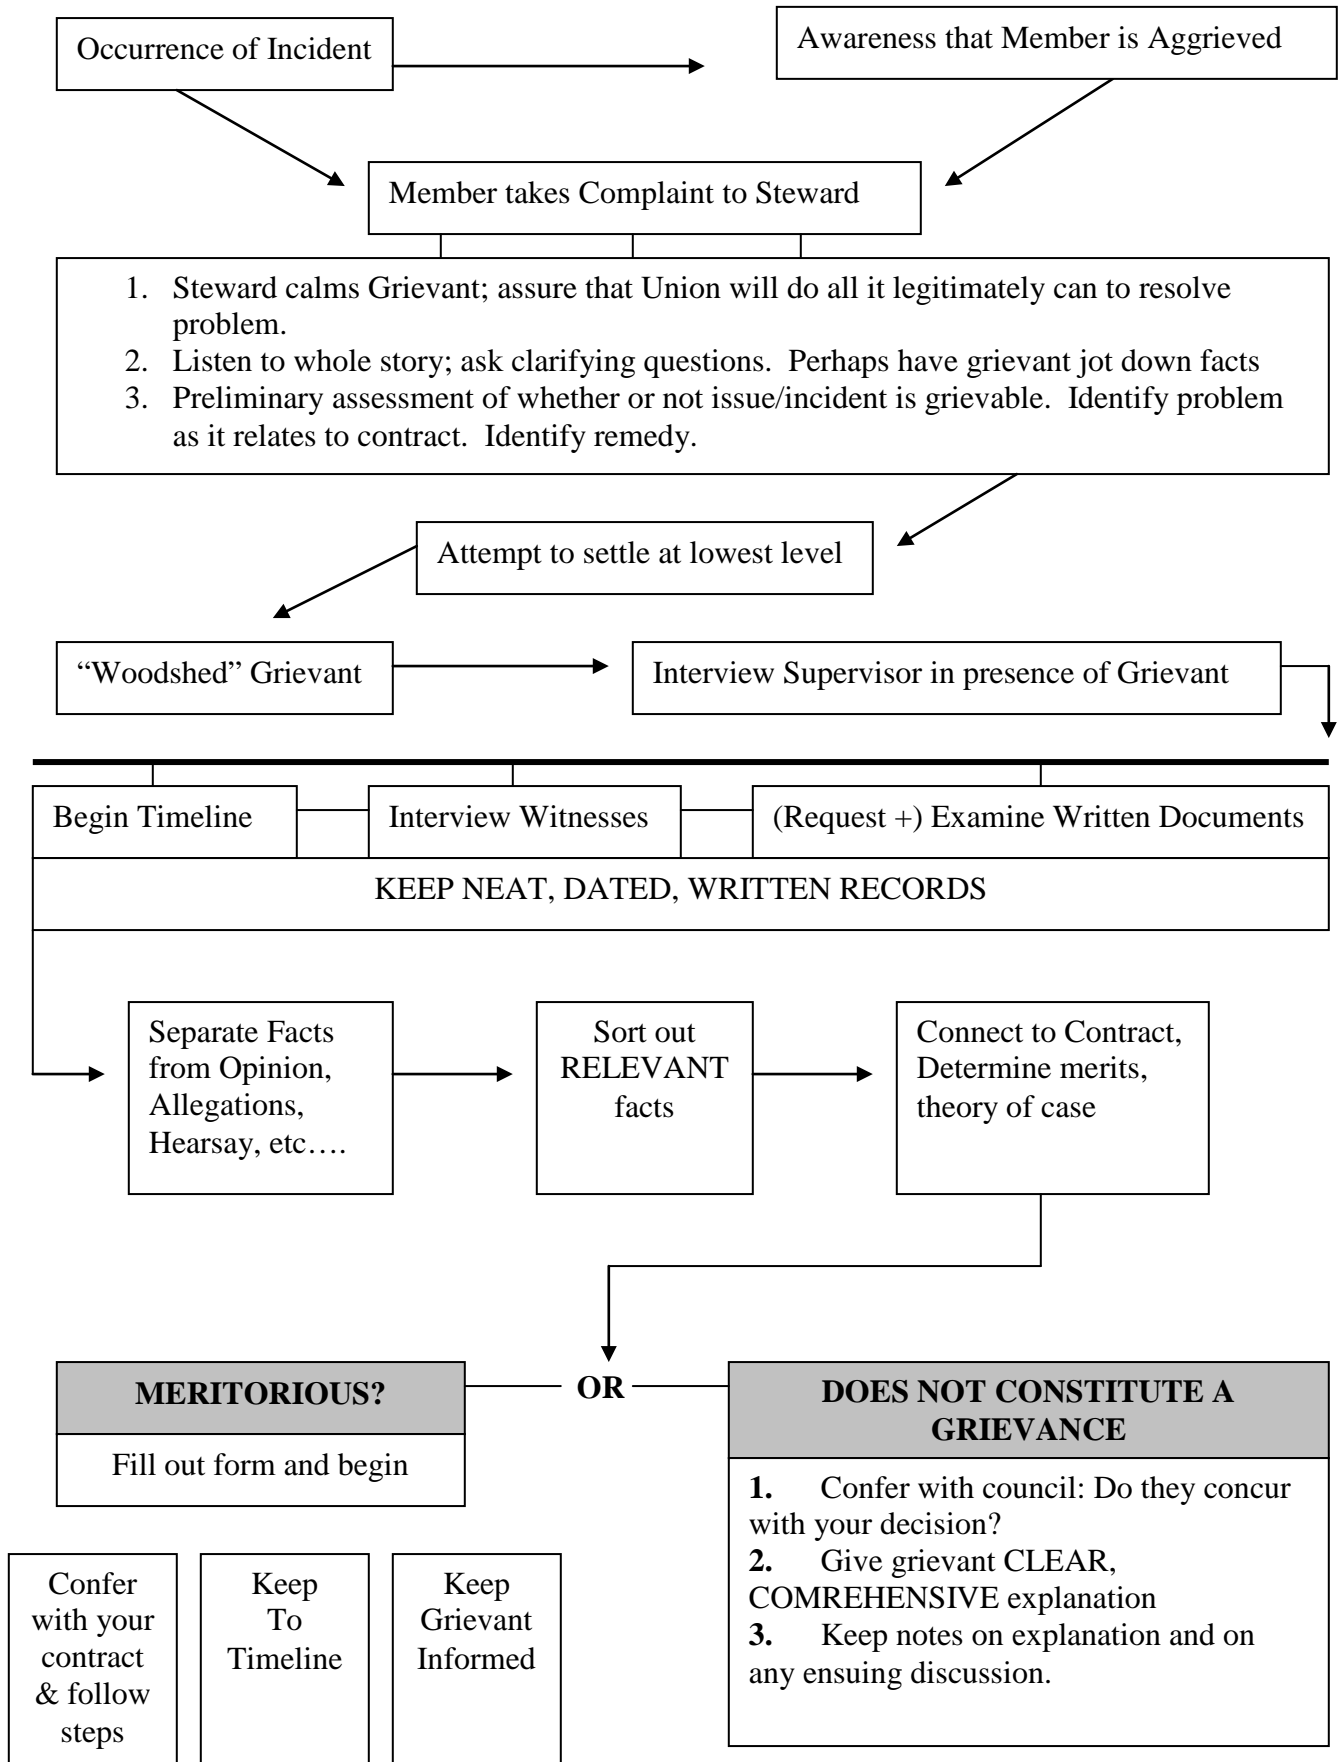 Occurrence of Incident
Awareness that Member is Aggrieved
Member takes Complaint to Steward
1. Steward calms Grievant; assure that Union will do all it legitimately can to resolve
problem.
2. Listen to whole story; ask clarifying questions. Perhaps have grievant jot down facts
3. Preliminary assessment of whether or not issue/incident is grievable. Identify problem
as it relates to contract. Identify remedy.
Attempt to settle at lowest level
“Woodshed” Grievant
Interview Supervisor in presence of Grievant
Begin Timeline
Interview Witnesses
(Request +) Examine Written Documents
KEEP NEAT, DATED, WRITTEN RECORDS
Separate Facts
from Opinion,
Allegations,
Hearsay, etc….
Sort out
RELEVANT
facts
Connect to Contract,
Determine merits,
theory of case
MERITORIOUS?
Fill out form and begin
OR
DOES NOT CONSTITUTE A
GRIEVANCE
1. Confer with council: Do they concur
with your decision?
2. Give grievant CLEAR,
COMREHENSIVE explanation
3. Keep notes on explanation and on
any ensuing discussion.
Confer
with your
contract
& follow
steps
Keep
To
Timeline
Keep
Grievant
Informed